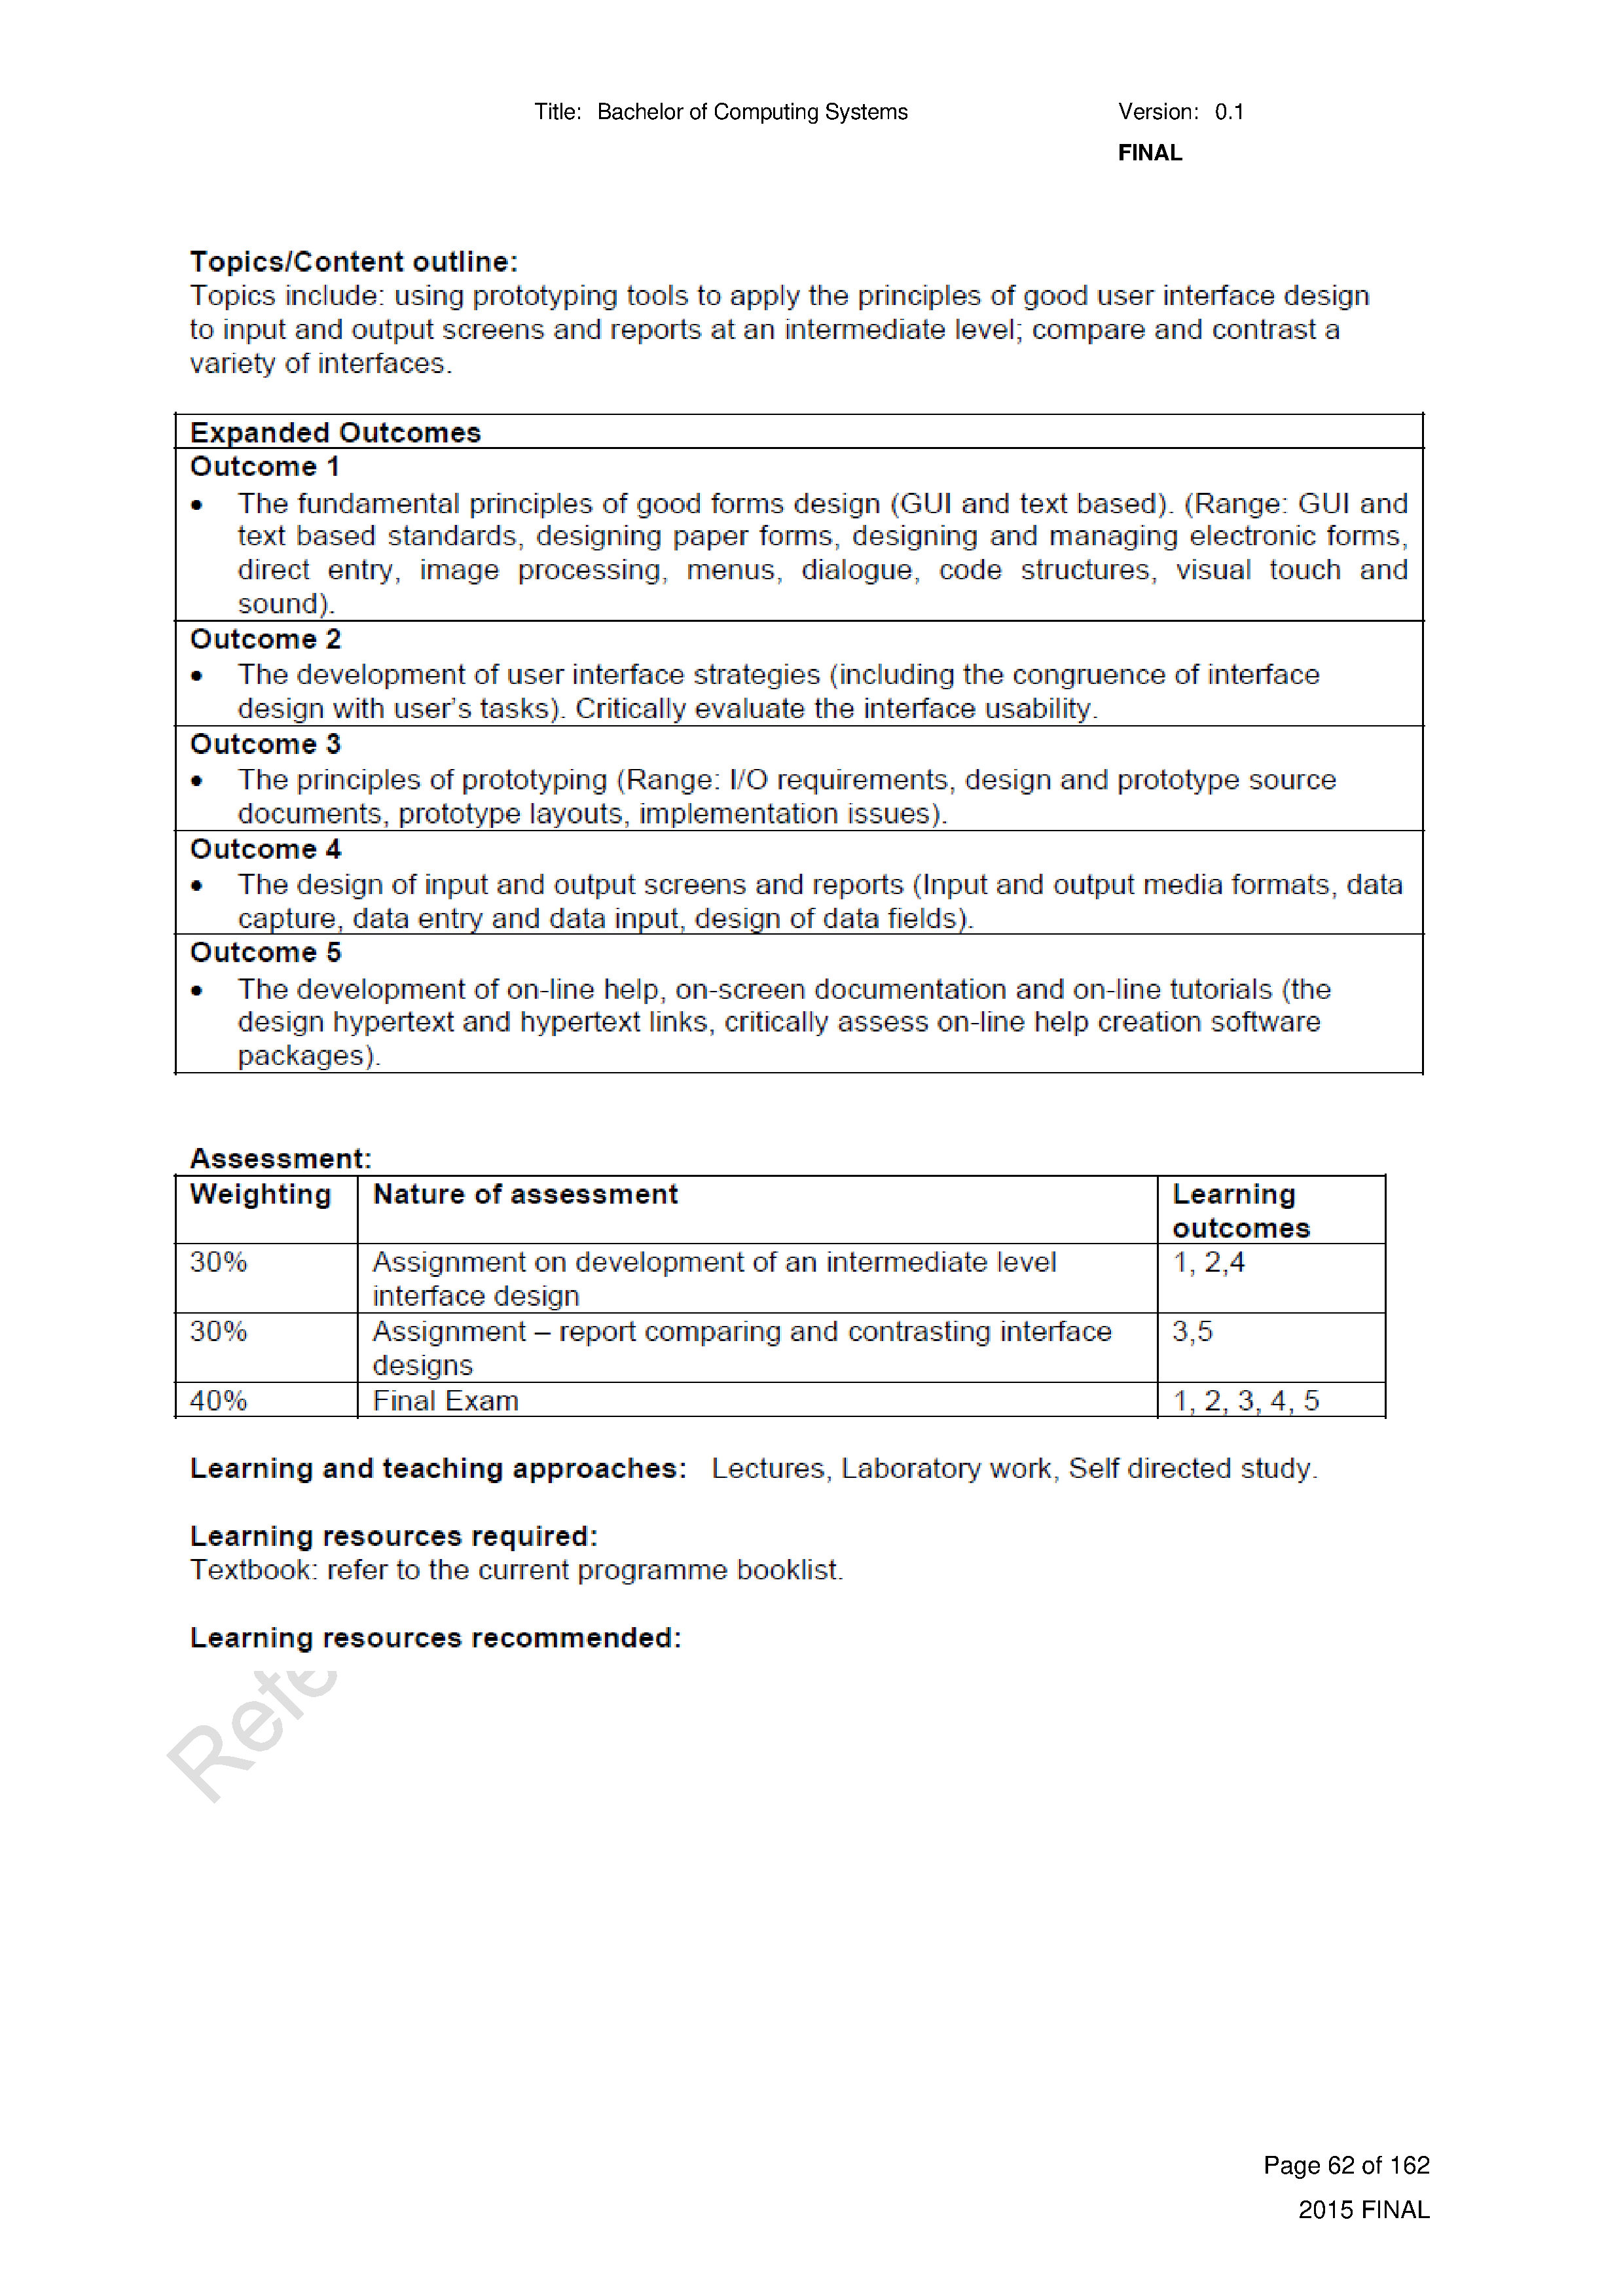 Title: Bachelor of Computing Systems Version: 0.1
FINAL
Topics/Content outline:
Topics include: using prototyping tools to apply the principles of good user interface design
to input and output screens and reports at an intermediate level; compare and contrast a
variety of interfaces.
Expanded Outcomes
Outcome 1
• The fundamental principles of good forms design (GUI and text based). (Range: GUI and
text based standards, designing paper forms, designing and managing electronic forms,
direct entry, image processing, menus, dialogue, code structures, visual touch and
sound).
Outcome 2
• The development of user interface strategies (including the congruence of interface
design with user's tasks). Critically evaluate the interface usability.
Outcome 3
• The principles of prototyping (Range: I/O requirements, design and prototype source
documents, prototype layouts, implementation issues).
Outcome 4
• The design of input and output screens and reports (Input and output media formats, data
capture, data entry and data input, design of data fields).
Outcome 5
• The development of on-line help, on-screen documentation and on-line tutorials (the
design hypertext and hypertext links, critically assess on-line help creation software
packages).
Assessment:
Weighting Nature of assessment Learning
outcomes
30% Assignment on development of an intermediate level 1, 2,4
interface design
30% Assignment – report comparing and contrasting interface 3,5
designs
40% Final Exam 1, 2, 3, 4, 5
Learning and teaching approaches: Lectures, Laboratory work, Self directed study.
Learning resources required:
Textbook: refer to the current programme booklist.
Learning resources recommended:
Refe
Page 62 of 162
2015 FINAL